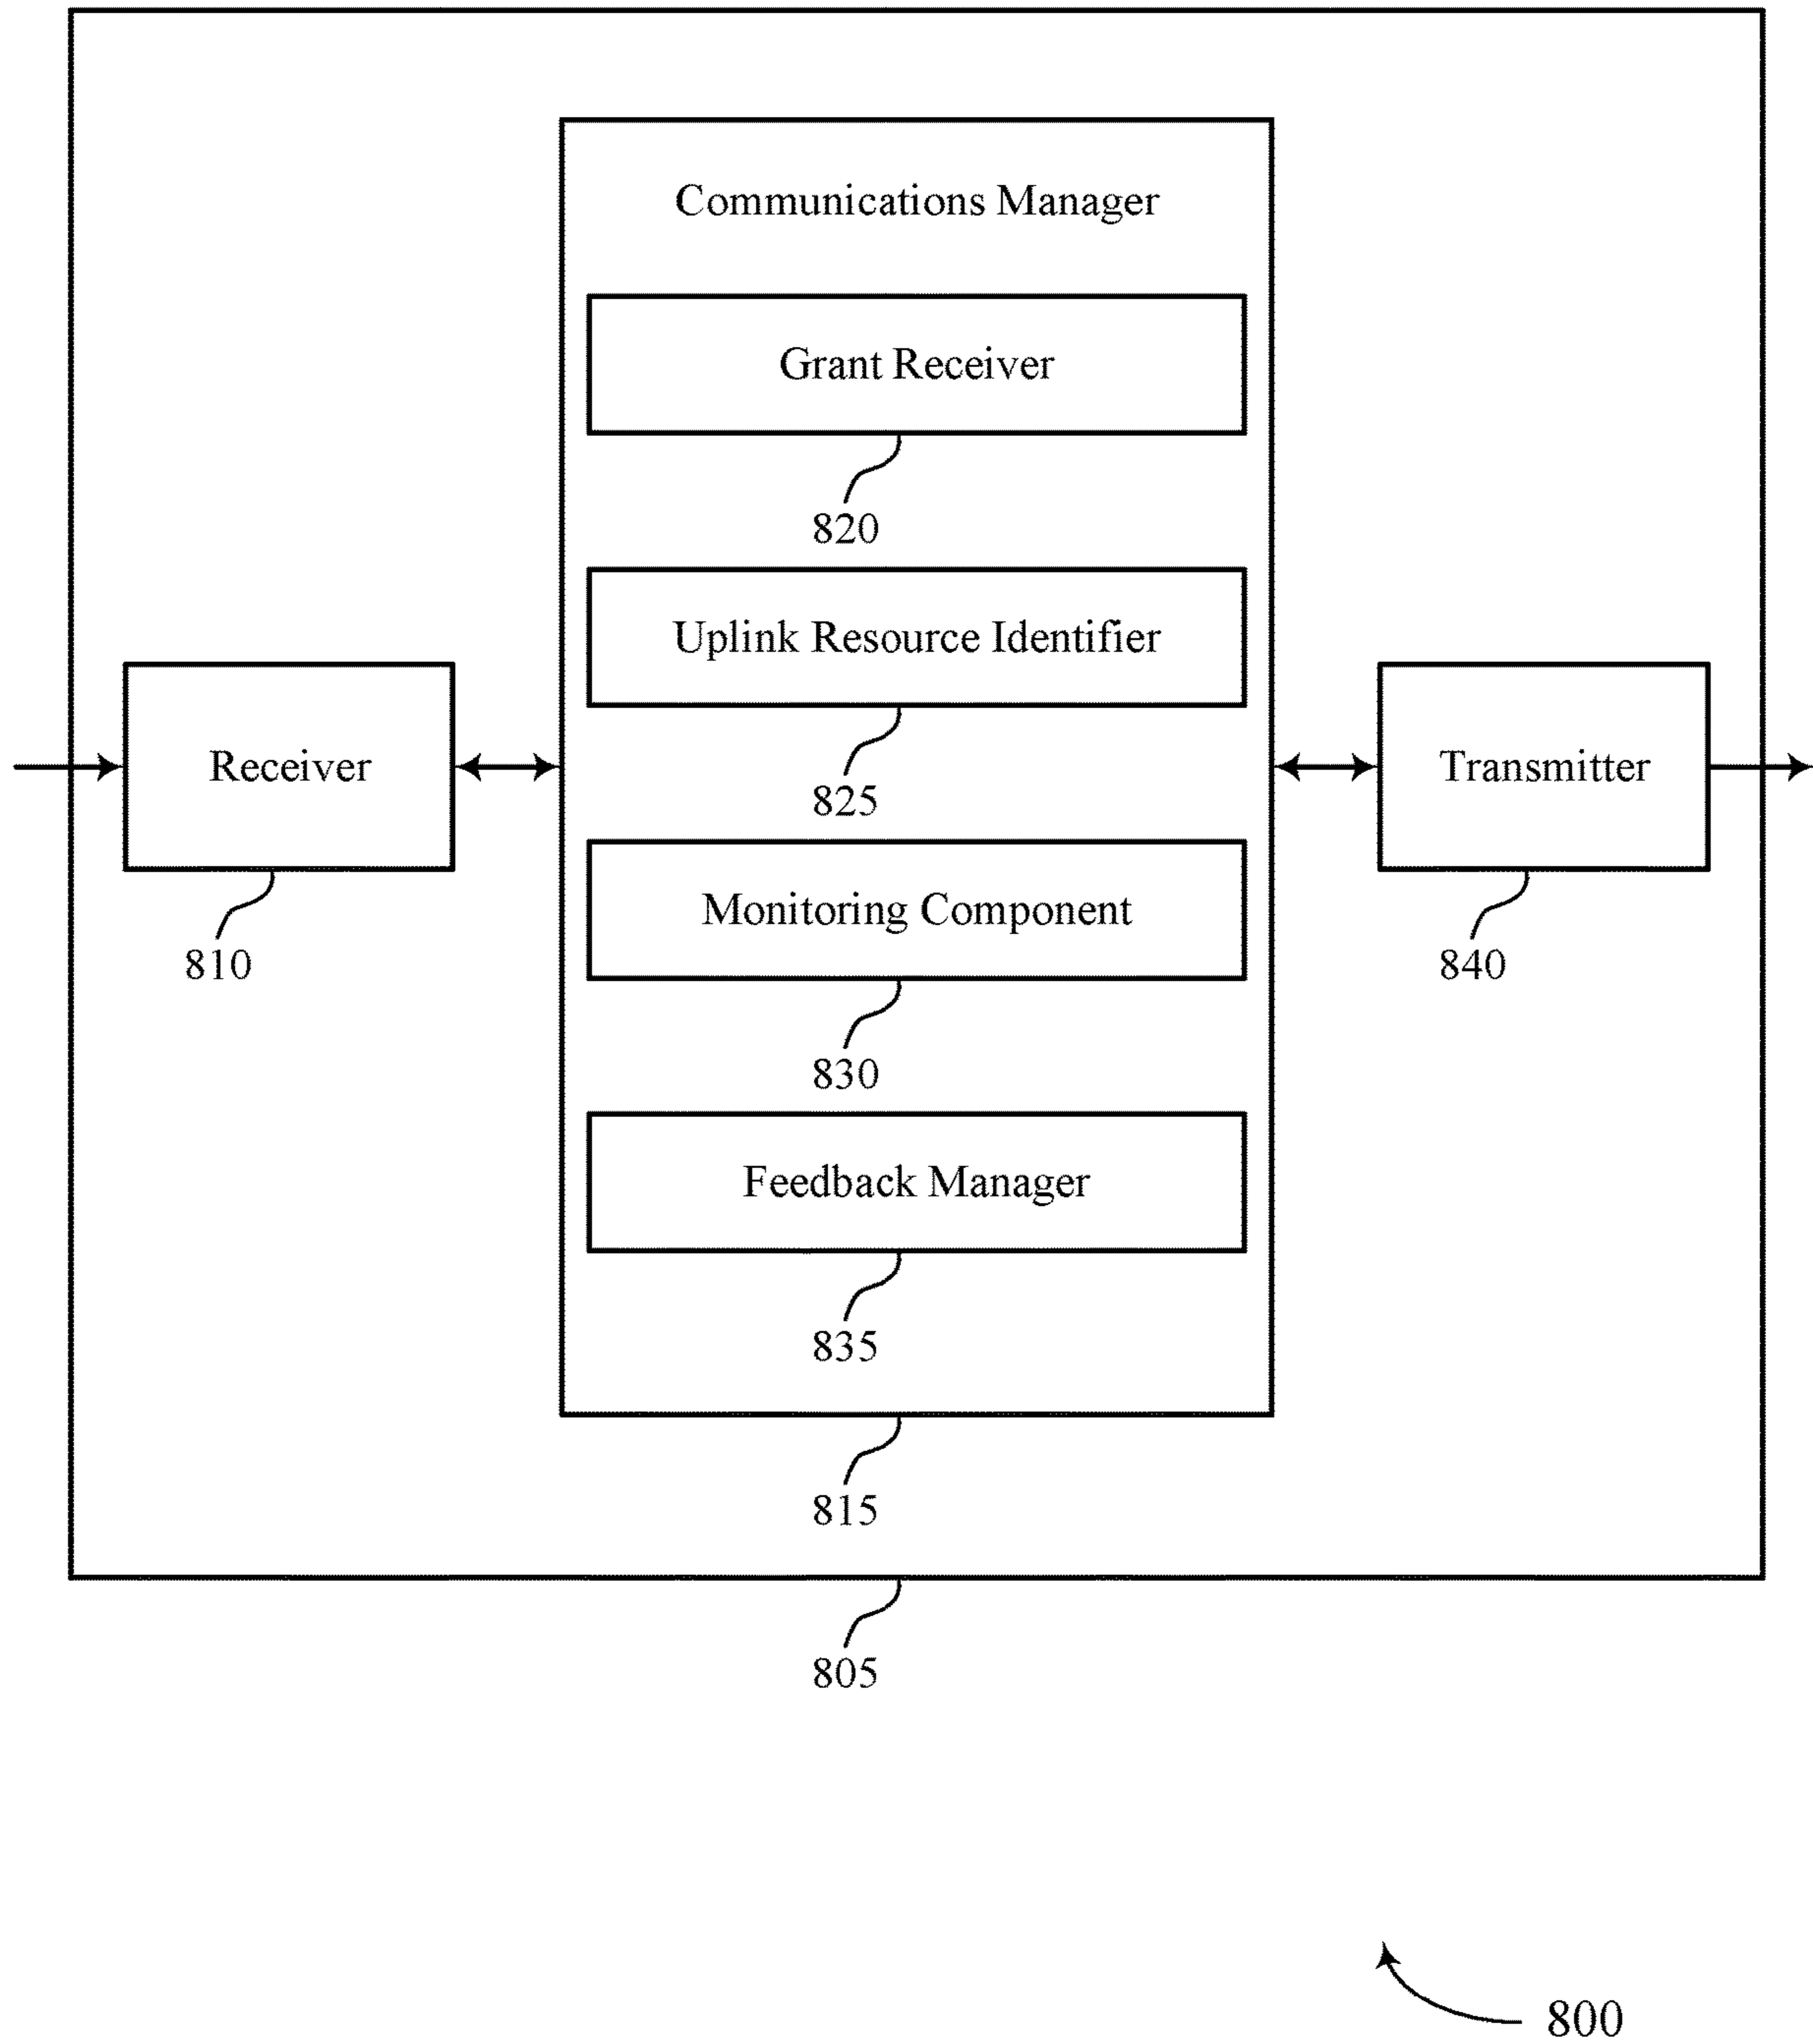 Communications Manager
Grant Receiver
820
Uplink Resource Identifier
825
Receiver
810
Transmitter
840
Monitoring Component
830
Feedback Manager
835
815
805
800